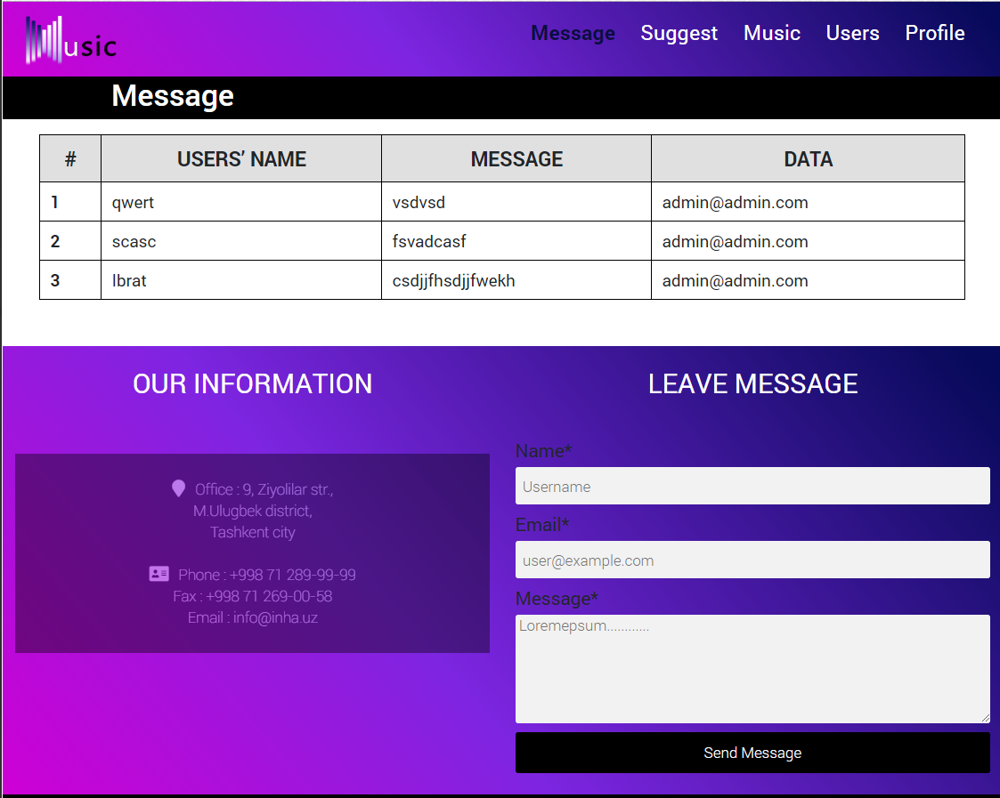 Music
Message Suggest Music Users Profile
Message
# USERS’ NAME MESSAGE DATA
1 qwert vsdvsd admin@admin.com
2 scasc fsvadcasf admin@admin.com
3 Ibrat csdjjfhsdjjfwekh admin@admin.com
OUR INFORMATION
Office : 9, Ziyolilar str.,
M.Ulugbek district,
Tashkent city
Phone : +998 71 289-99-99
Fax : +998 71 269-00-58
Email : info@inha.uz
LEAVE MESSAGE
Name*
Username
Email*
user@example.com
Message*
Loremepsum............
Send Message